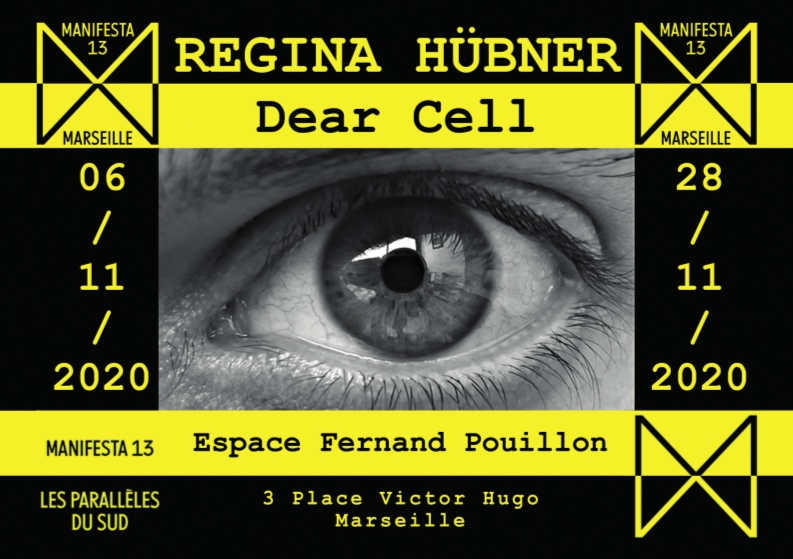 MANIFESTA
13
MARSEILLE
REGINA HÜBNER
Dear Cell
MANIFESTA
13
MARSEILLE
06
/
11
/
2020
28
/
11
/
2020
MANIFESTA 13
Espace Fernand Pouillon
LES PARALLÈLES
DU SUD
3 Place Victor Hugo
Marseille